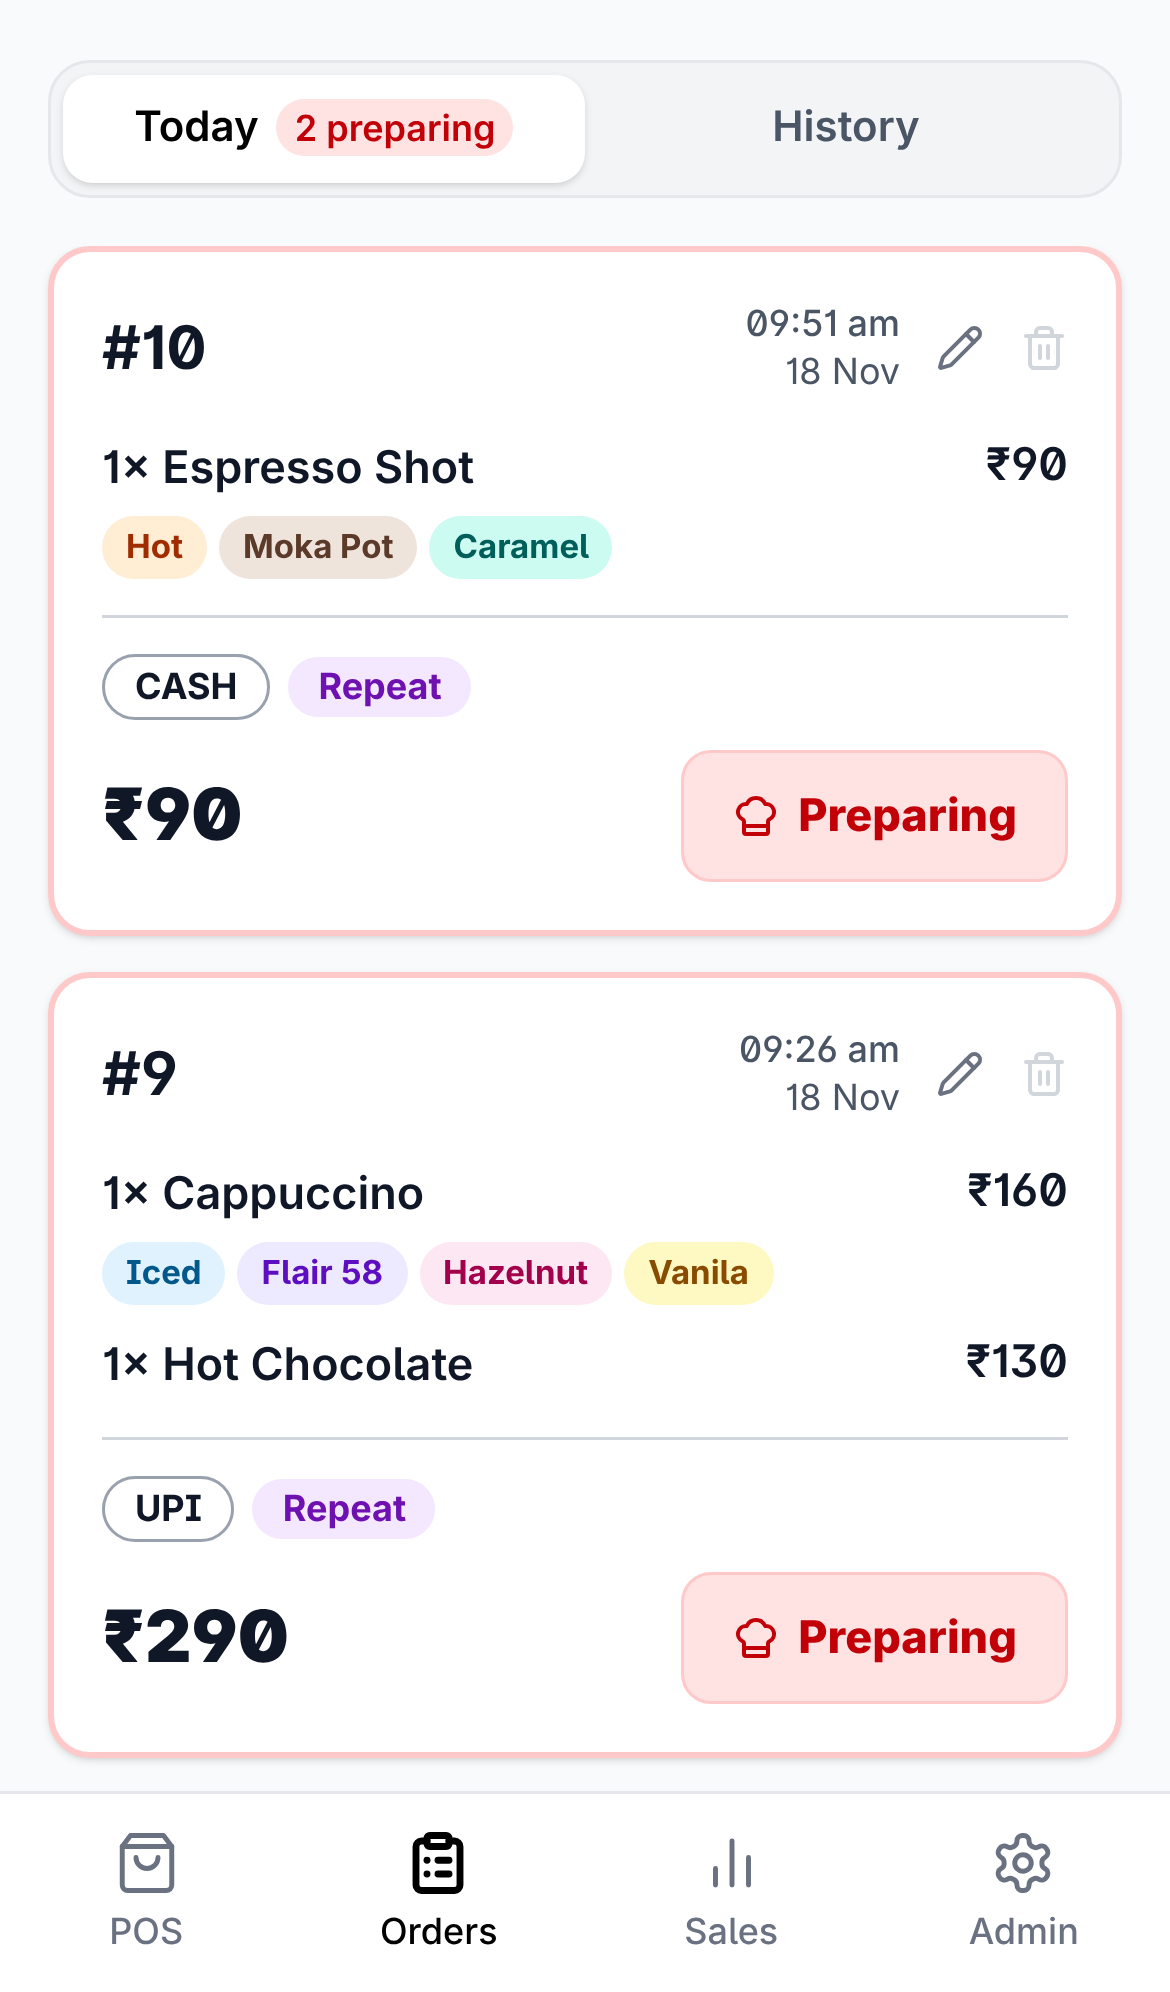 Today 2 preparing History
#10 09:51 am
18 Nov
1× Espresso Shot ₹90
Hot Moka Pot Caramel
CASH Repeat
₹90 Preparing
#9 09:26 am
18 Nov
1× Cappuccino ₹160
Iced Flair 58 Hazelnut Vanila
1× Hot Chocolate ₹130
UPI Repeat
₹290 Preparing
POS Orders Sales Admin